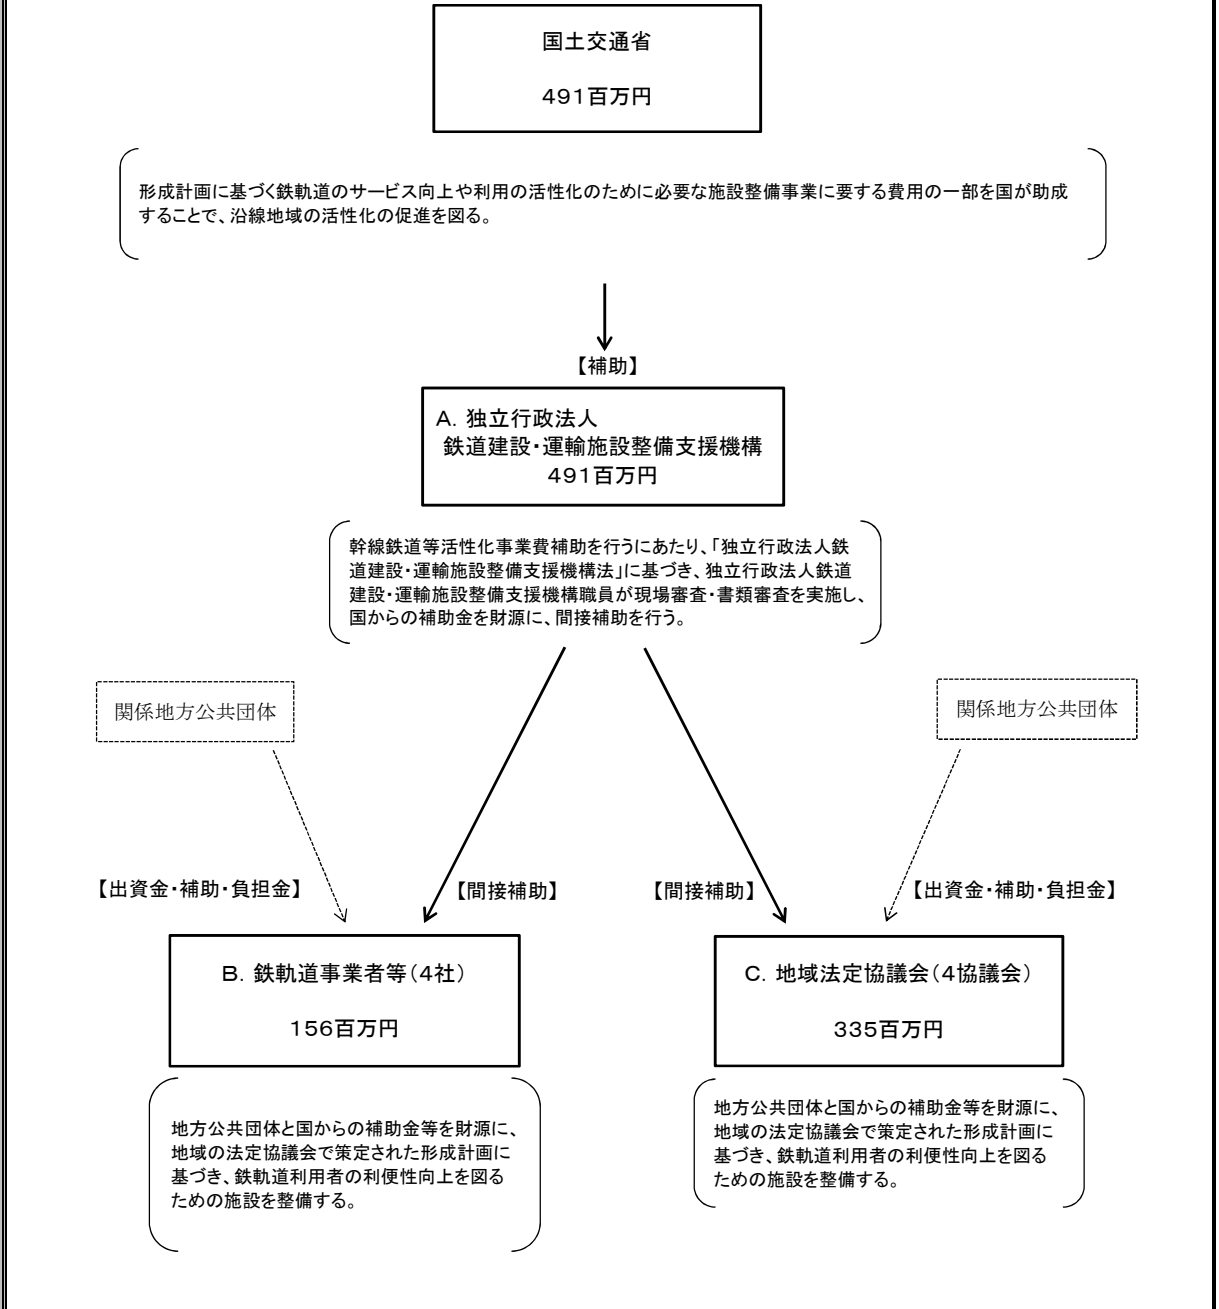 国土交通省
491百万円
形成計画に基づく鉄軌道のサービス向上や利用の活性化のために必要な施設整備事業に要する費用の一部を国が助成
することで、沿線地域の活性化の促進を図る。
【補助】
A．独立行政法人
鉄道建設・運輸施設整備支援機構
491百万円
幹線鉄道等活性化事業費補助を行うにあたり、「独立行政法人鉄
道建設・運輸施設整備支援機構法」に基づき、独立行政法人鉄道
建設・運輸施設整備支援機構職員が現場審査・書類審査を実施し、
国からの補助金を財源に、間接補助を行う。
関係地方公共団体
関係地方公共団体
【出資金・補助・負担金】
【間接補助】
【間接補助】
【出資金・補助・負担金】
B．鉄軌道事業者等（4社）
156百万円
C．地域法定協議会（4協議会）
335百万円
地方公共団体と国からの補助金等を財源に、
地域の法定協議会で策定された形成計画に
基づき、鉄軌道利用者の利便性向上を図る
ための施設を整備する。
地方公共団体と国からの補助金等を財源に、
地域の法定協議会で策定された形成計画に
基づき、鉄軌道利用者の利便性向上を図る
ための施設を整備する。